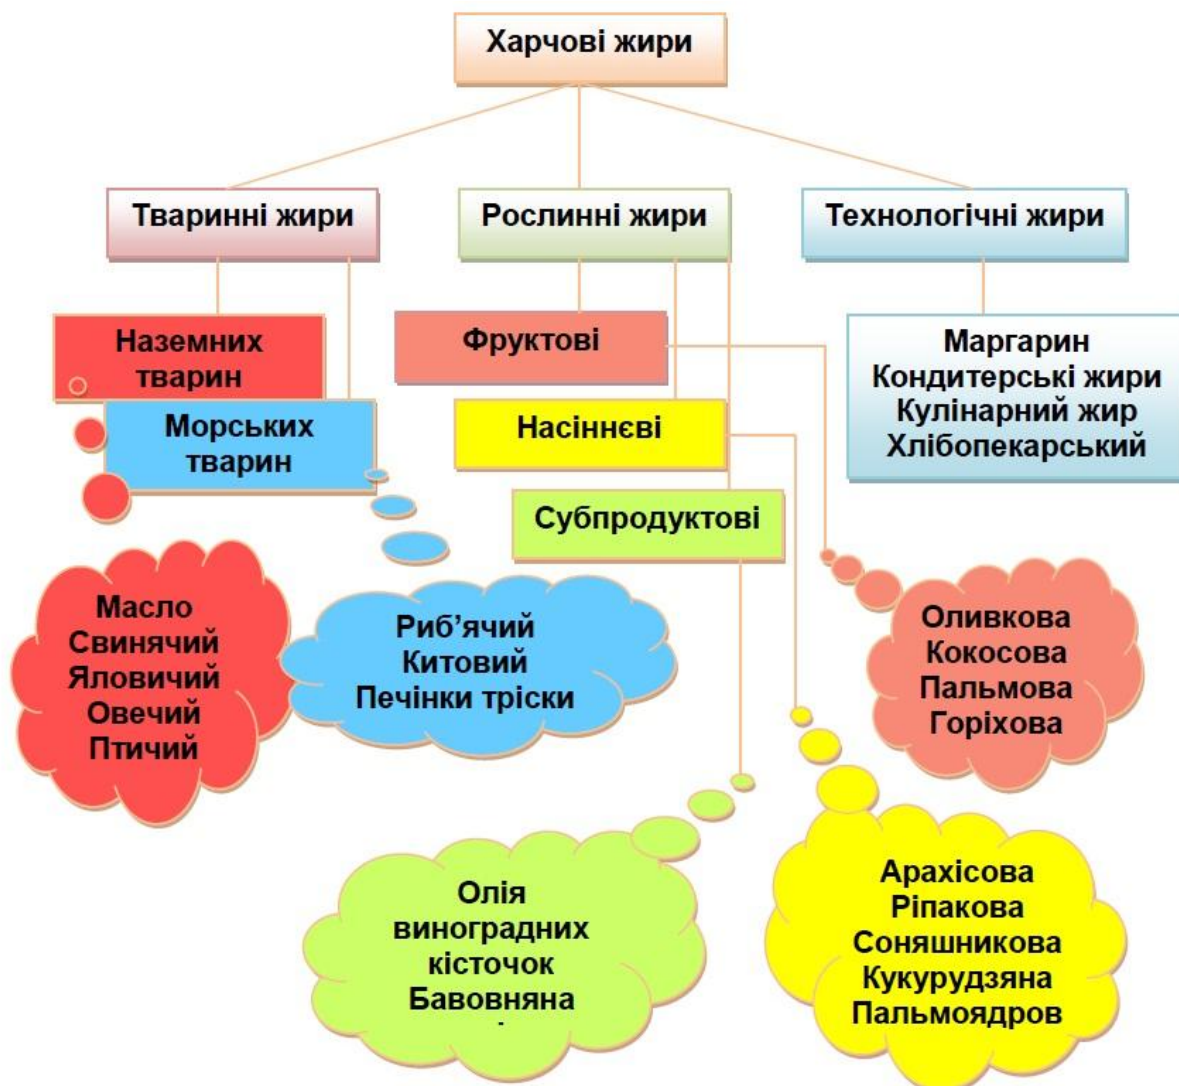 Харчові жири
Тваринні жири
Рослинні жири
Технологічні жири
Наземних
тварин
Морських
тварин
Фруктові
Насіннєві
Субпродуктові
Маргарин
Кондитерські жири
Кулінарний жир
Хлібопекарський
Масло
Свинячий
Яловичий
Овечий
Птичий
Риб’ячий
Китовий
Печінки тріски
Оливкова
Кокосова
Пальмова
Горіхова
Олія
виноградних
кісточок
Бавовняна
Арахісова
Ріпакова
Соняшникова
Кукурудзяна
Пальмоядров